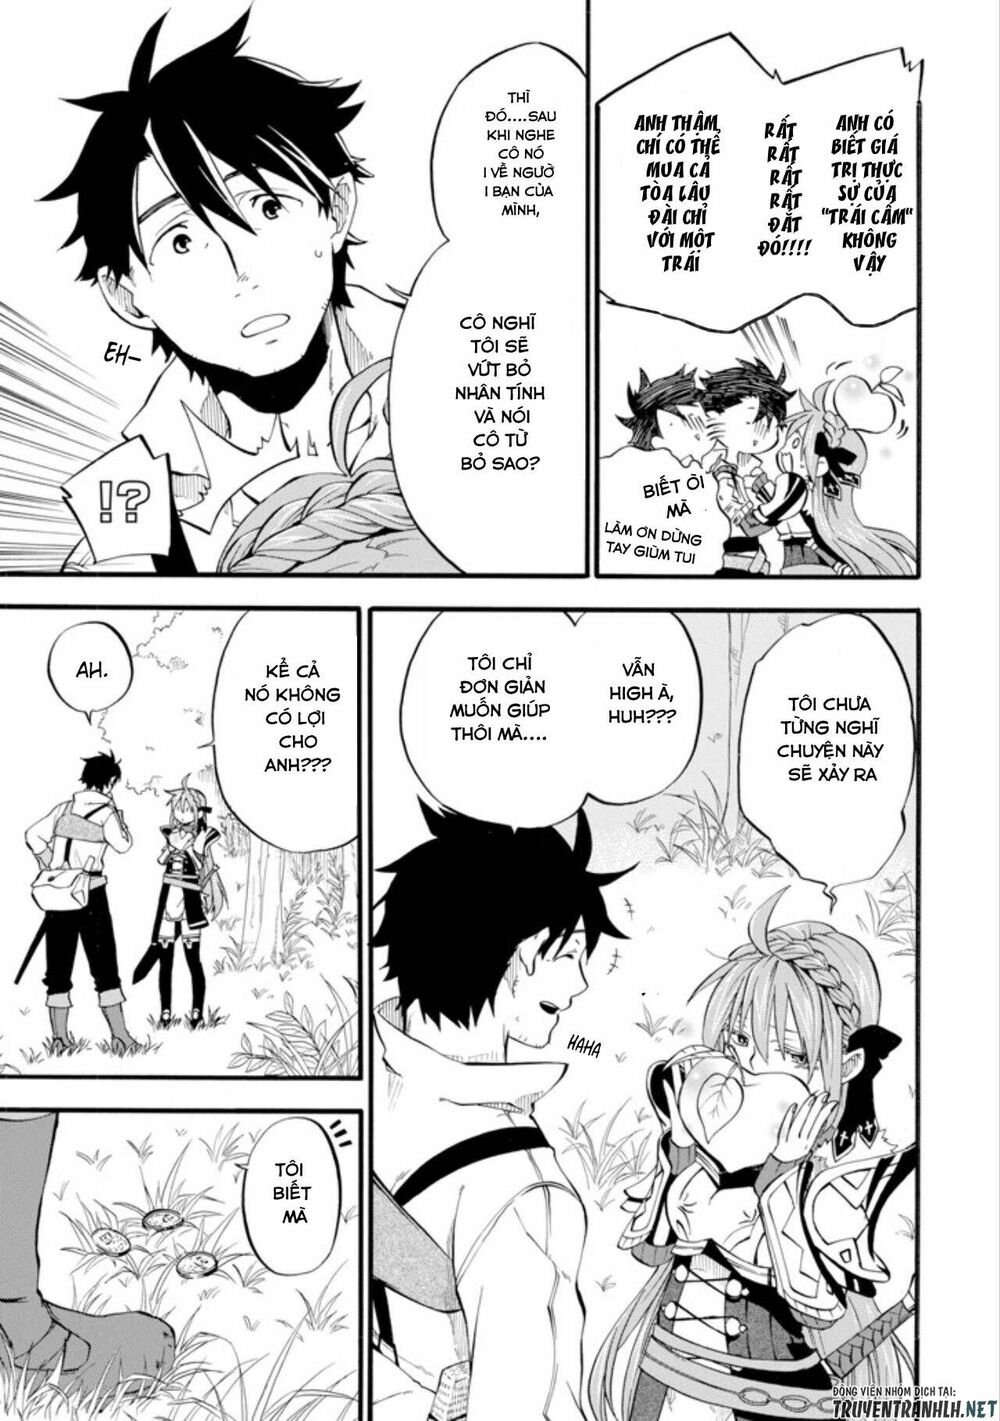 ANH CÓ
BIẾT GIÁ
TRỊ THỰC
SỰ CỦA
"TRÁI CẤM"
KHÔNG
VẬY
RẤT
RẤT
RẤT
RẤT
ĐẮT
ĐÓ!!!!
ANH THẬM
CHÍ CÓ THỂ
MUA CẢ
TÒA LÂU
ĐÀI CHỈ
VỚI MỘT
TRÁI
BIẾT ÒI
MÀ
LÀM ƠN DỪNG
TAY GIÙM TUI
THÌ
ĐÓ....SAU
KHI NGHE
CÔ NÓ
I VỀ NGƯỜ
I BẠN CỦA
MÌNH,
CÔ NGHĨ
TÔI SẼ
VỨT BỎ
NHÂN TÍNH
VÀ NÓI
CÔ TỪ
BỎ SAO?
EH-
!?
TÔI CHƯA
TỪNG NGHĨ
CHUYỆN NÀY
SẼ XẢY RA
VẪN
HIGH À,
HUH???
TÔI CHỈ
ĐƠN GIẢN
MUỐN GIÚP
THÔI MÀ....
HAHA
KỂ CẢ
NÓ KHÔNG
CÓ LỢI
CHO
ANH???
AH.
TÔI
BIẾT
MÀ
ĐỘNG VIÊN NHÓM DỊCH TẠI:
TRUYENTRANHLH.NET